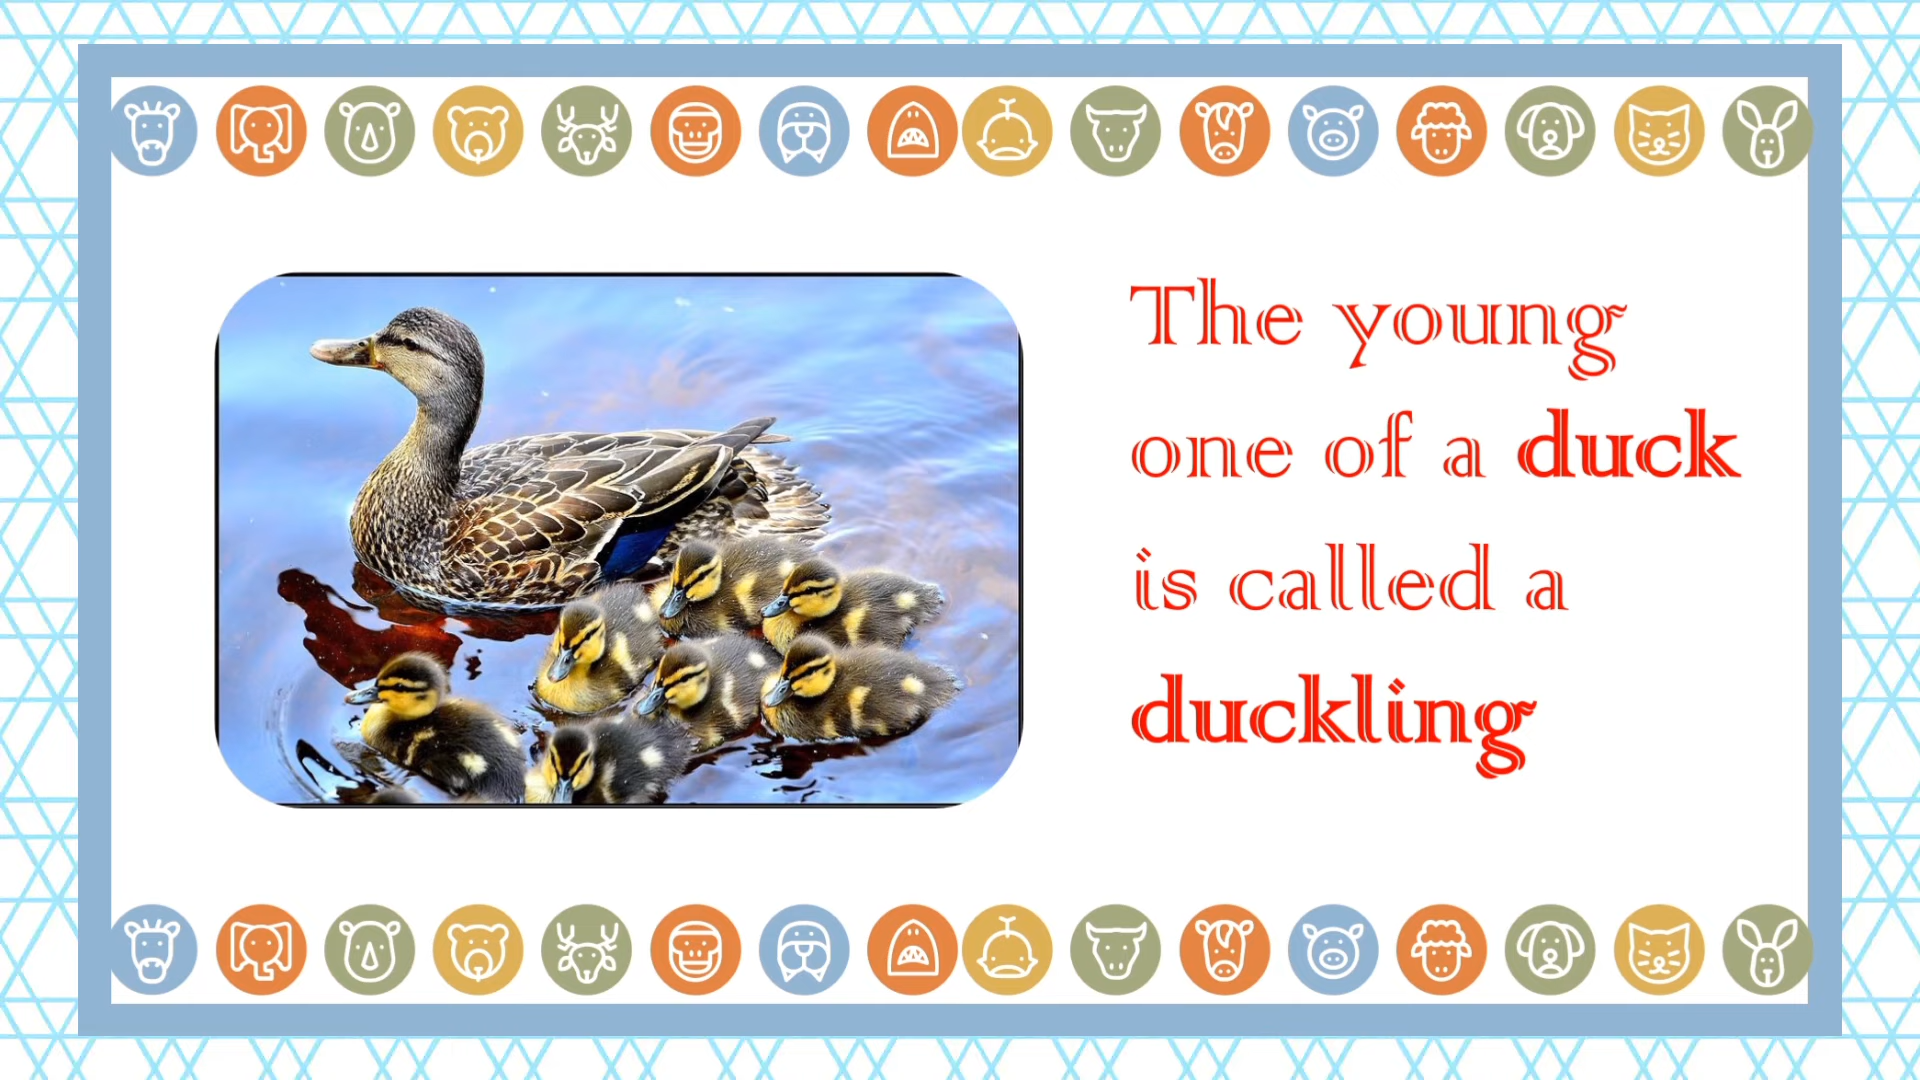 The young
one of a duck
is called a
duckling